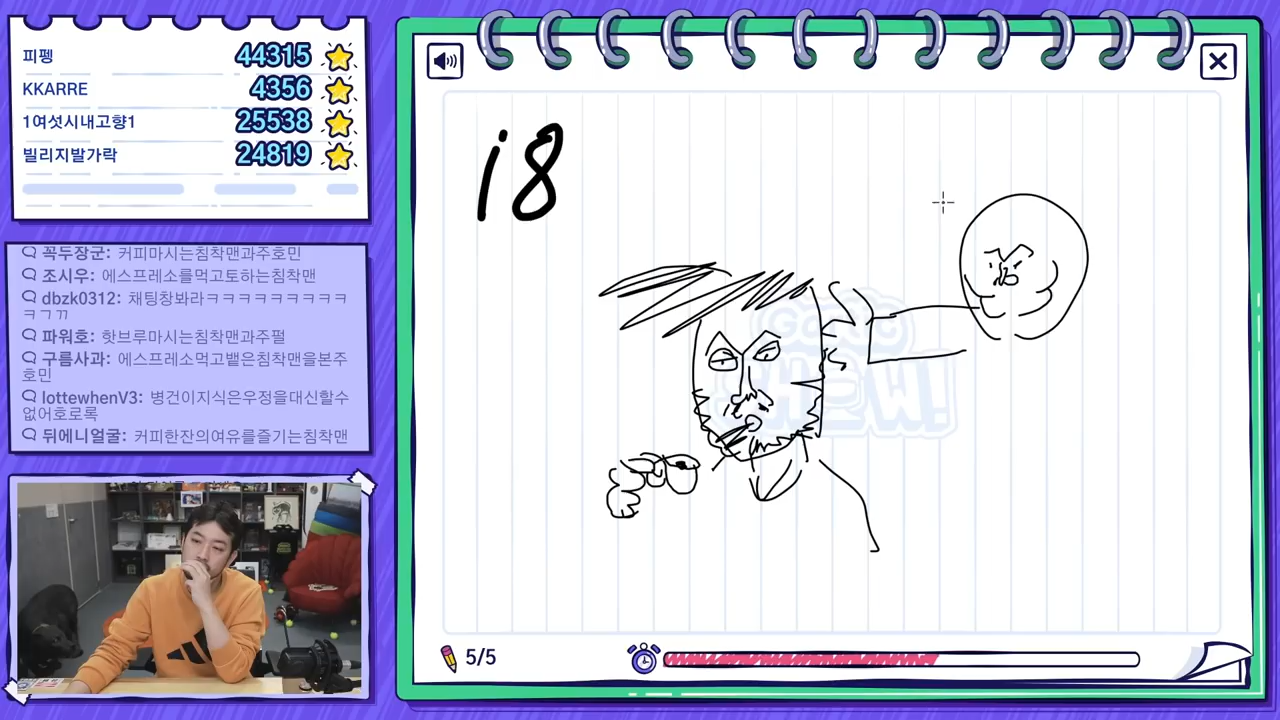 피펭 44315
KKARRE 4356
1여섯시내고향1 25538
빌리지발가락 24819
꼭두장군: 커피마시는침착맨과주호민
조시우: 에스프레소를먹고토하는침착맨
dbzk0312: 채팅창봐라ㅋㅋㅋㅋㅋㅋㅋㅋㅋ
ㅋㄱㄲ
파워호: 핫브루마시는침착맨과주펄
구름사과: 에스프레소먹고뱉은침착맨을본주
호민
lottewhenV3: 병건이지식은우정을대신할수
없어호로록
뒤에니얼굴: 커피한잔의여유를즐기는침착맨
i8
5/5